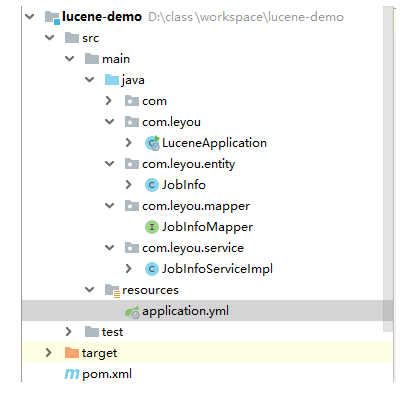 lucene-demo D:\class\workspace\lucene-demo
src
main
java
com
com.leyou
LuceneApplication
com.leyou.entity
JobInfo
com.leyou.mapper
JobInfoMapper
com.leyou.service
JobInfoServiceImpl
resources
application.yml
test
target
pom.xml